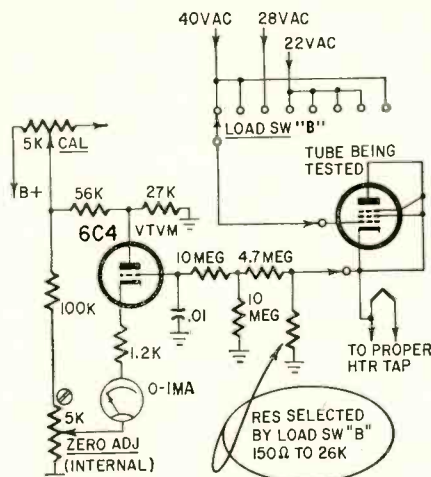 40VAC
28VAC
22VAC
LOAD SW "B"
5K CAL
B+
TUBE BEING
TESTED
56K
27K
6C4
VTVM
10MEG
4.7 MEG
100K
.01
10
MEG
1.2K
0-1MA
TO PROPER
HTR TAP
5K
ZERO ADJ
(INTERNAL)
RES SELECTED
BY LOAD SW "B"
150Ω TO 26K